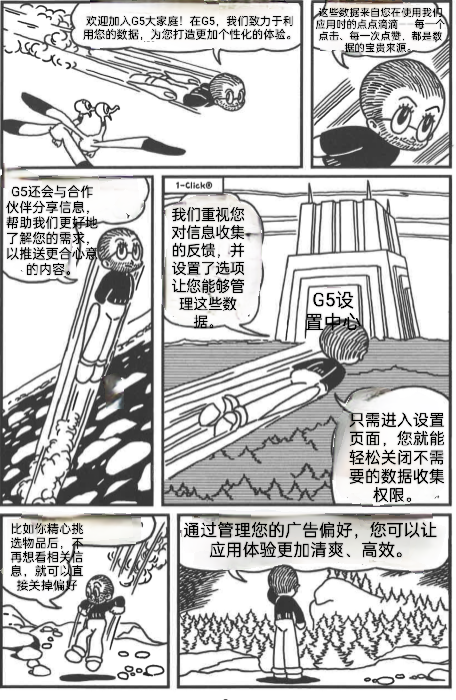 欢迎加入G5大家庭！在G5，我们致力于利
用您的数据，为您打造更加个性化的体验。
这些数据来自您在使用我们
应用时的点点滴滴——每一个
点击、每一次点赞，都是数
据的宝贵来源。
G5还会与合作
伙伴分享信息，
帮助我们更好地
了解您的需求，
以推送更合心意
的内容。
1-Click®
我们重视您
对信息收集
的反馈，并
设置了选项
让您能够管
理这些数
据。
G5设
置中心
只需进入设置
页面，您就能
轻松关闭不需
要的数据收集
权限。
比如你精心挑
选物品后，不
再想看相关信
息，就可以直
接关掉偏好
通过管理您的广告偏好，您可以让
应用体验更加清爽、高效。